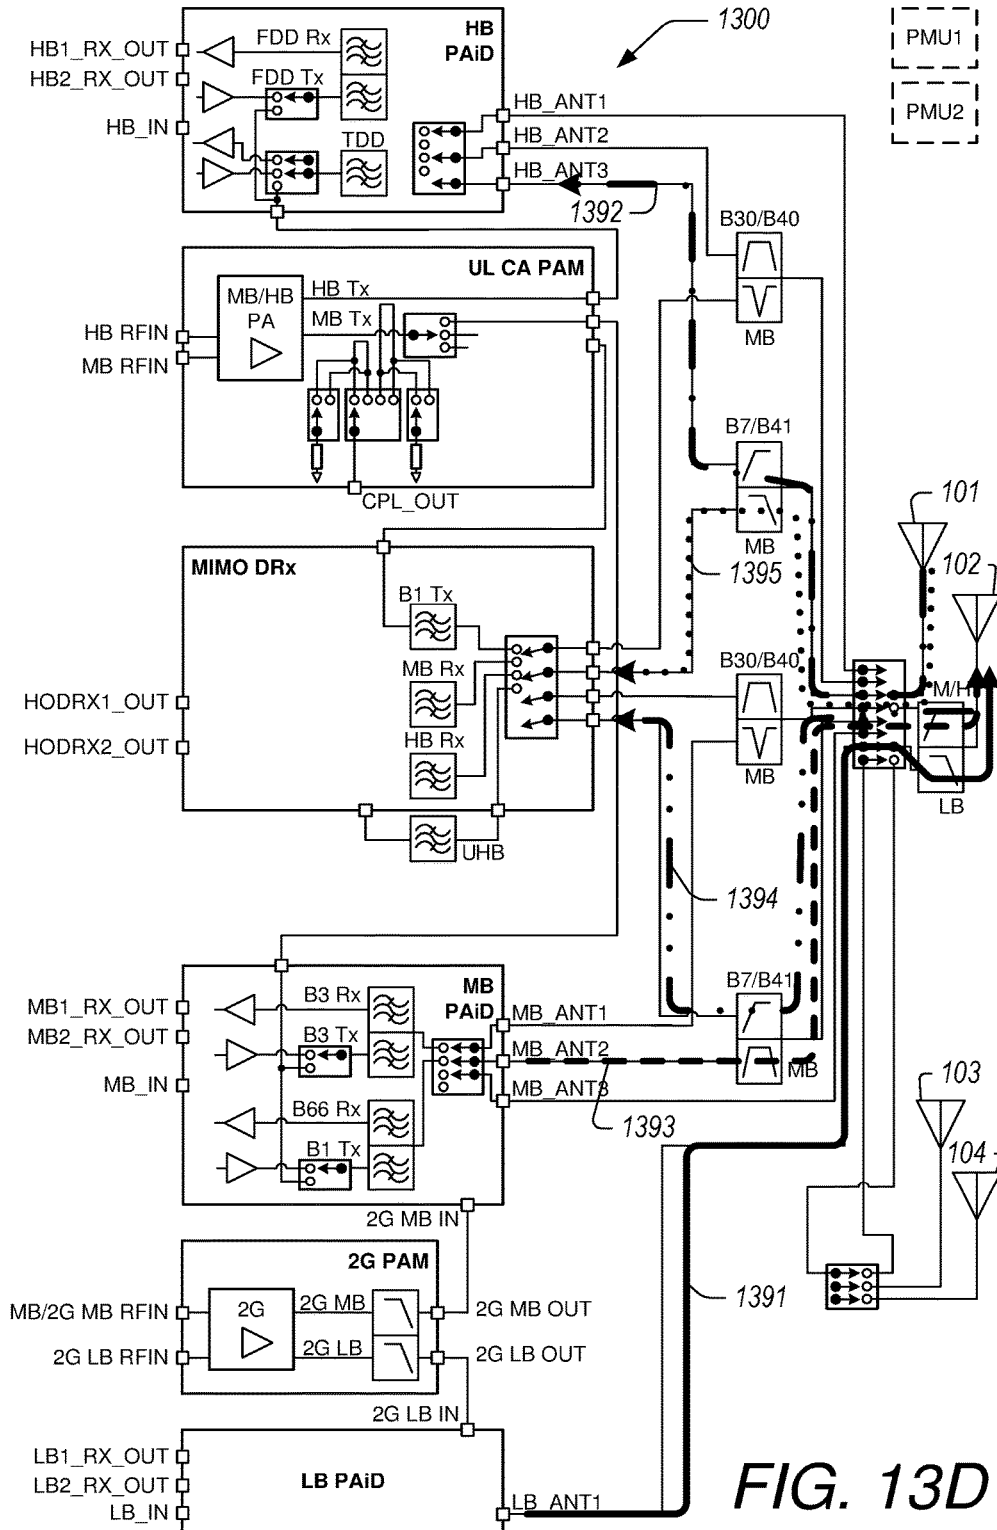 1300
PMU1
PMU2
HB
PAiD
HB1_RX_OUT
HB2_RX_OUT
HB_IN
FDD Rx
FDD Tx
TDD
HB_ANT1
HB_ANT2
HB_ANT3
1392
B30/B40
MB
UL CA PAM
MB/HB
PA
HB Tx
MB Tx
HB RFIN
MB RFIN
CPL_OUT
B7/B41
MB
1395
101
102
MIMO DRx
B1 Tx
MB Rx
HB Rx
HODRX1_OUT
HODRX2_OUT
UHB
B30/B40
MB
M/H
LB
1394
MB
PAiD
MB1_RX_OUT
MB2_RX_OUT
MB_IN
B3 Rx
B3 Tx
B66 Rx
B1 Tx
MB_ANT1
MB_ANT2
MB_ANT3
B7/B41
MB
1393
103
104
2G MB IN
2G PAM
MB/2G MB RFIN
2G LB RFIN
2G
2G MB
2G LB
2G MB OUT
2G LB OUT
1391
2G LB IN
LB1_RX_OUT
LB2_RX_OUT
LB_IN
LB PAiD
LB_ANT1
FIG. 13D